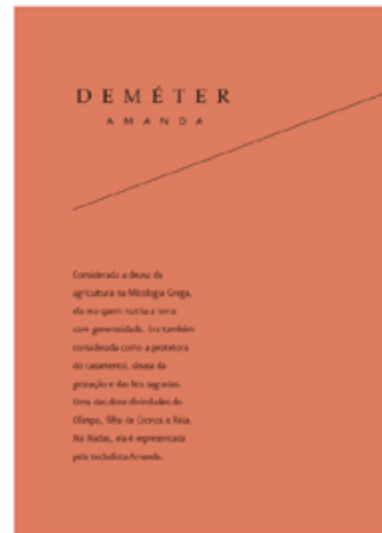 DEMÉTER
AMANDA
Considerada a deusa da
agricultura na Mitologia Grega,
ela era quem nutria a terra
com generosidade. Era também
considerada como a protetora
do casamento, deusa da
gestação e das leis sagradas.
Uma das doze divindades do
Olimpo, filha de Cronos e Réia.
Na Ilíadas, ela é representada
pela tecladista Amanda.